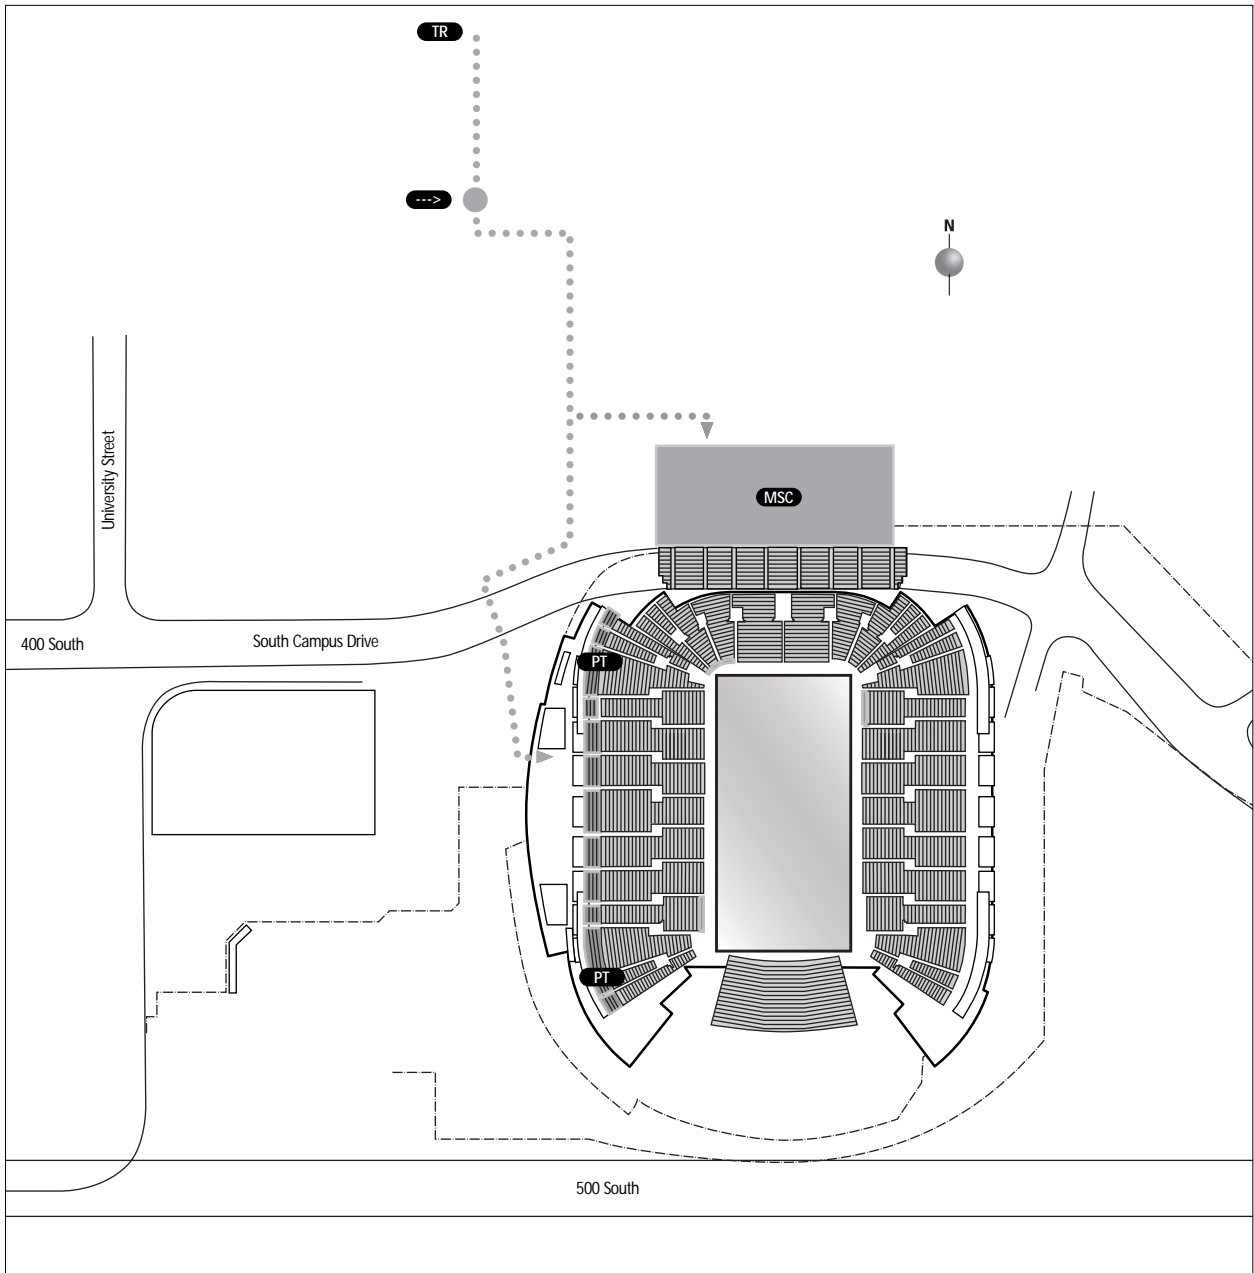 TR
--->
N
University Street
MSC
400 South
South Campus Drive
PT
PT
500 South